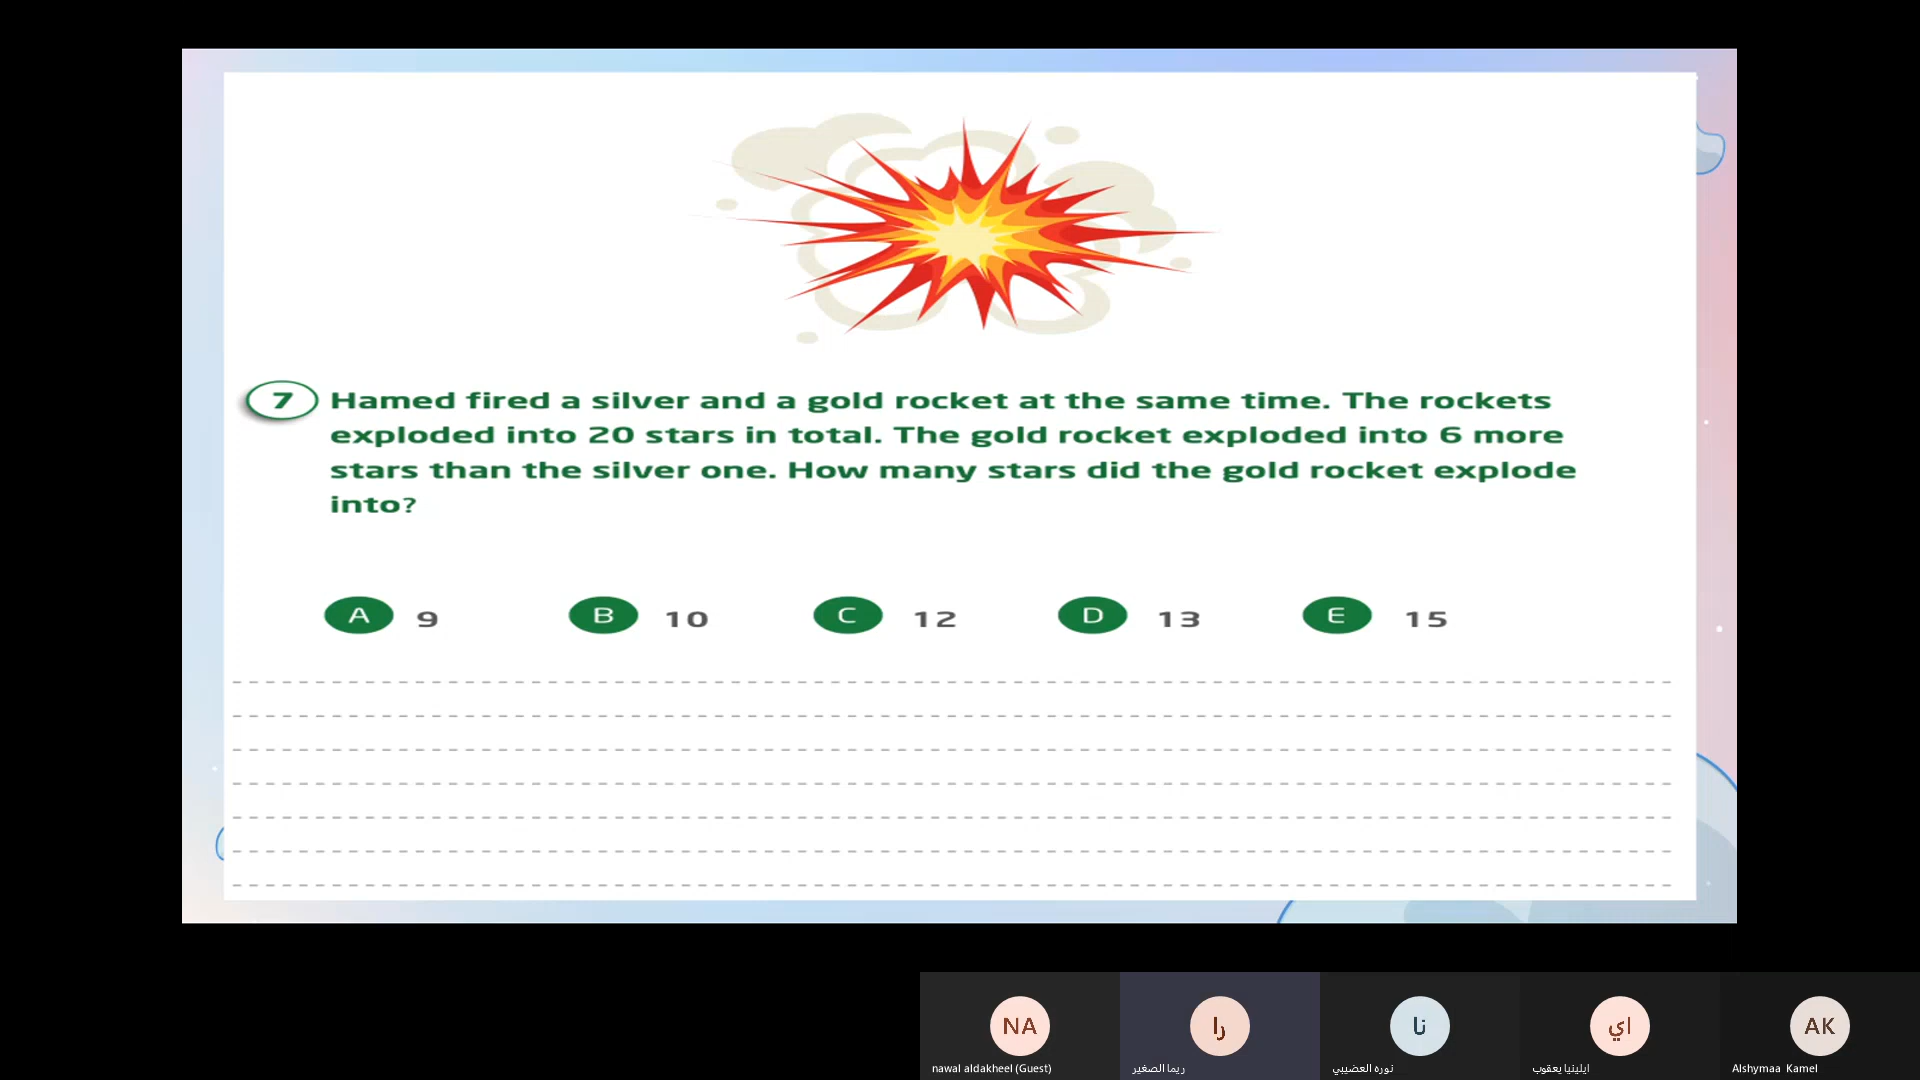 7 Hamed fired a silver and a gold rocket at the same time. The rockets
exploded into 20 stars in total. The gold rocket exploded into 6 more
stars than the silver one. How many stars did the gold rocket explode
into?
A 9 B 10 C 12 D 13 E 15
NA را نا اي AK
nawal aldakheel (Guest) ريما الصغير نوره العضيبي ايلينيا يعقوب Alshymaa Kamel